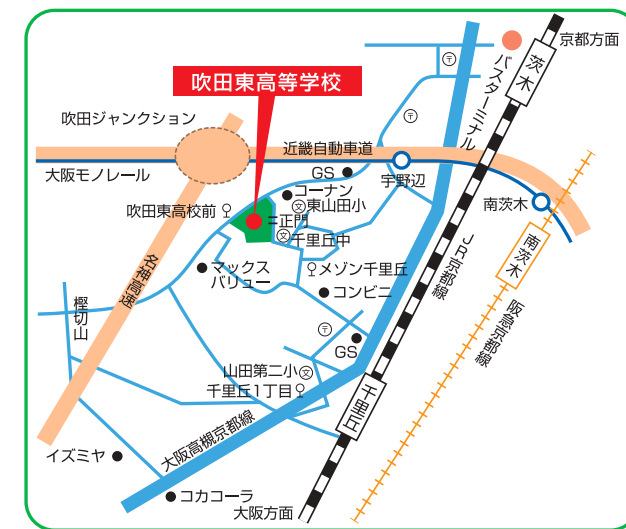 京都方面
茨木
バスターミナル
〒
吹田東高等学校
〒
吹田ジャンクション
近畿自動車道
大阪モノレール
GS
宇野辺
コーナン
南茨木
吹田東高校前
文東山田小
正門
文千里丘中
南茨木
名神高速
マックス
バリュー
メゾン千里丘
コンビニ
JR京都線
阪急京都線
樫切山
〒
GS
山田第二小文
千里丘1丁目
千里丘
大阪高槻京都線
イズミヤ
コカコーラ
大阪方面